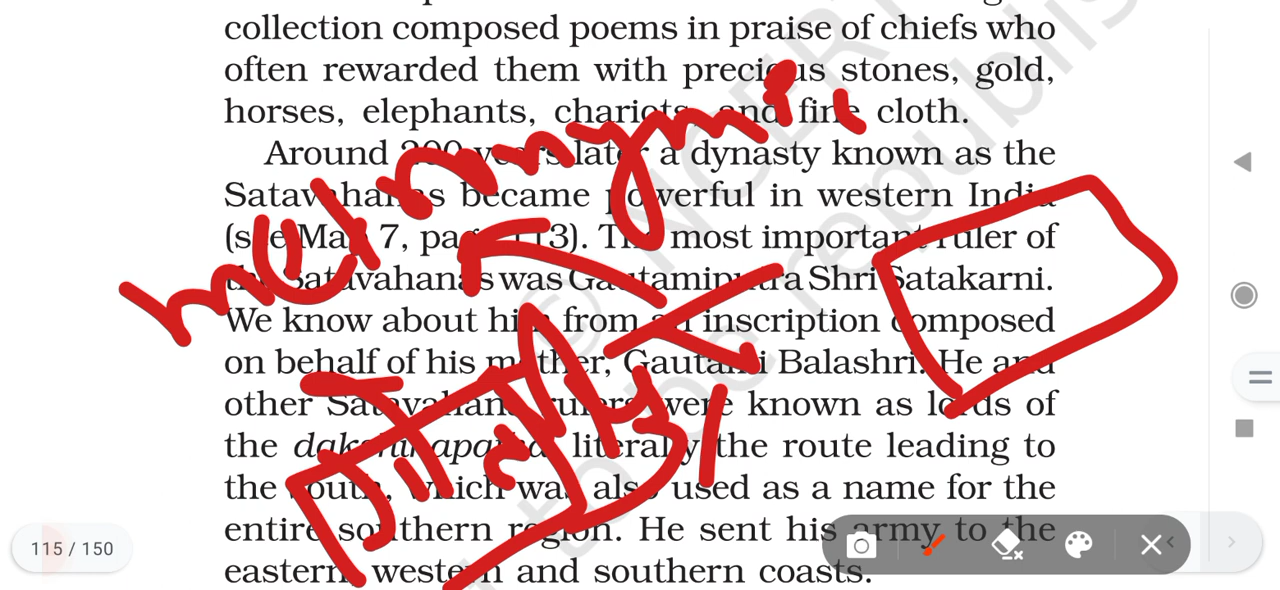 collection composed poems in praise of chiefs who
often rewarded them with precious stones, gold,
horses, elephants, chariots, and fine cloth.
Around 200 years later a dynasty known as the
Satavahanas became powerful in western India
(see Map 7, page 113). The most important ruler of
the Satavahanas was Gautamiputra Shri Satakarni.
We know about him from an inscription composed
on behalf of his mother, Gautami Balashri. He and
other Satavahana rulers were known as lords of
the dakshinapatha, literally the route leading to
the south, which was also used as a name for the
entire southern region. He sent his army to the
eastern, western and southern coasts.
115 / 150